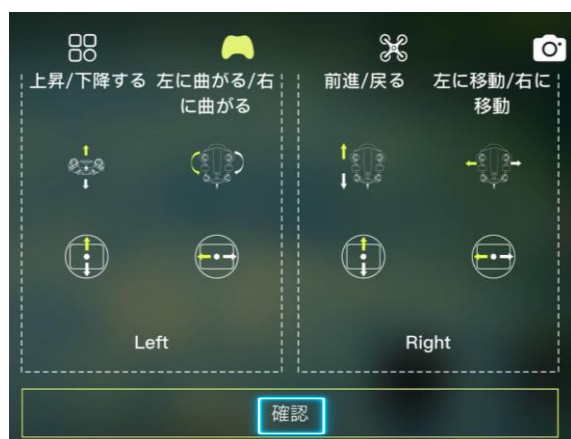 上昇/下降する
左に曲がる/右
に曲がる
前進/戻る
左に移動/右に
移動
Left
Right
確認